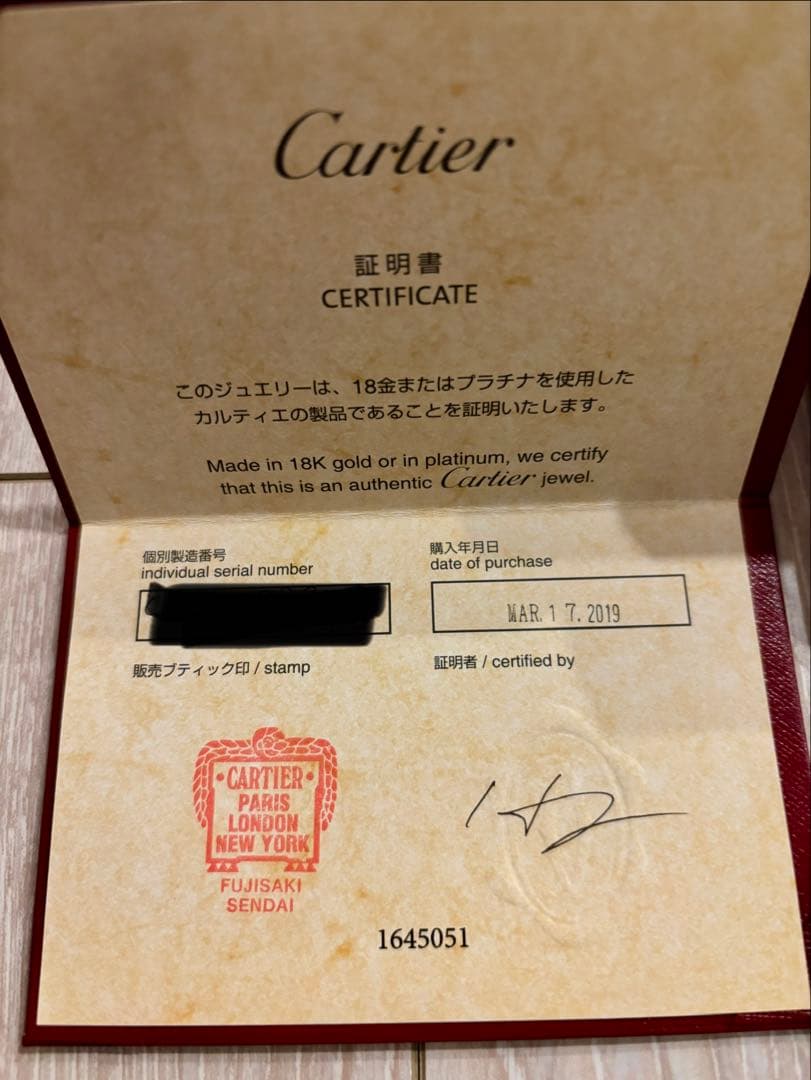 Cartier
証明書
CERTIFICATE
このジュエリーは、18金またはプラチナを使用した
カルティエの製品であることを証明いたします。
Made in 18K gold or in platinum, we certify
that this is an authentic Cartier jewel.
個別製造番号
individual serial number
購入年月日
date of purchase
MAR. 17. 2019
販売ブティック印 / stamp
証明者 / certified by
CARTIER
PARIS
LONDON
NEW YORK
FUJISAKI
SENDAI
1645051